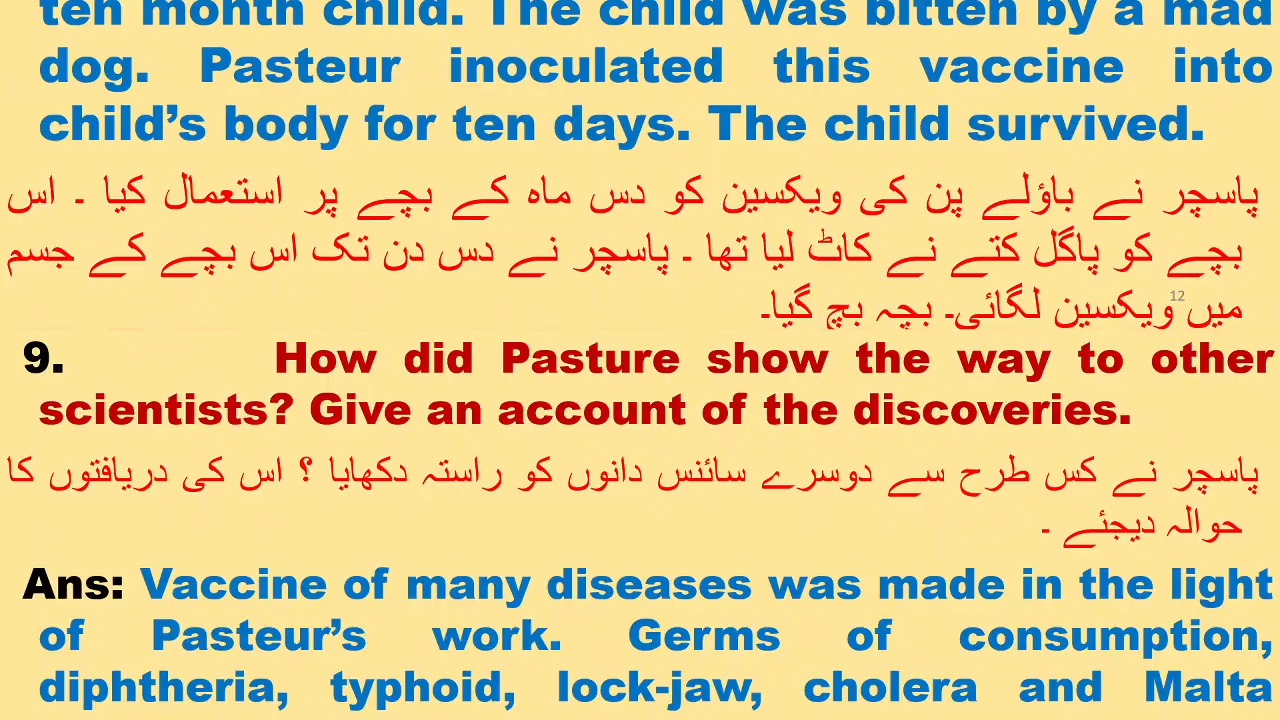 ten month child. The child was bitten by a mad
dog. Pasteur inoculated this vaccine into
child's body for ten days. The child survived.
پاسچر نے باؤلے پن کی ویکسین کو دس ماہ کے بچے پر استعمال کیا ۔ اس
بچے کو پاگل کتے نے کاٹ لیا تھا ۔ پاسچر نے دس دن تک اس بچے کے جسم
میں ویکسین لگائی۔ بچہ بچ گیا۔
12
9. How did Pasture show the way to other
scientists? Give an account of the discoveries.
پاسچر نے کس طرح سے دوسرے سائنس دانوں کو راستہ دکھایا ؟ اس کی دریافتوں کا
حوالہ دیجئے ۔
Ans: Vaccine of many diseases was made in the light
of Pasteur's work. Germs of consumption,
diphtheria, typhoid, lock-jaw, cholera and Malta